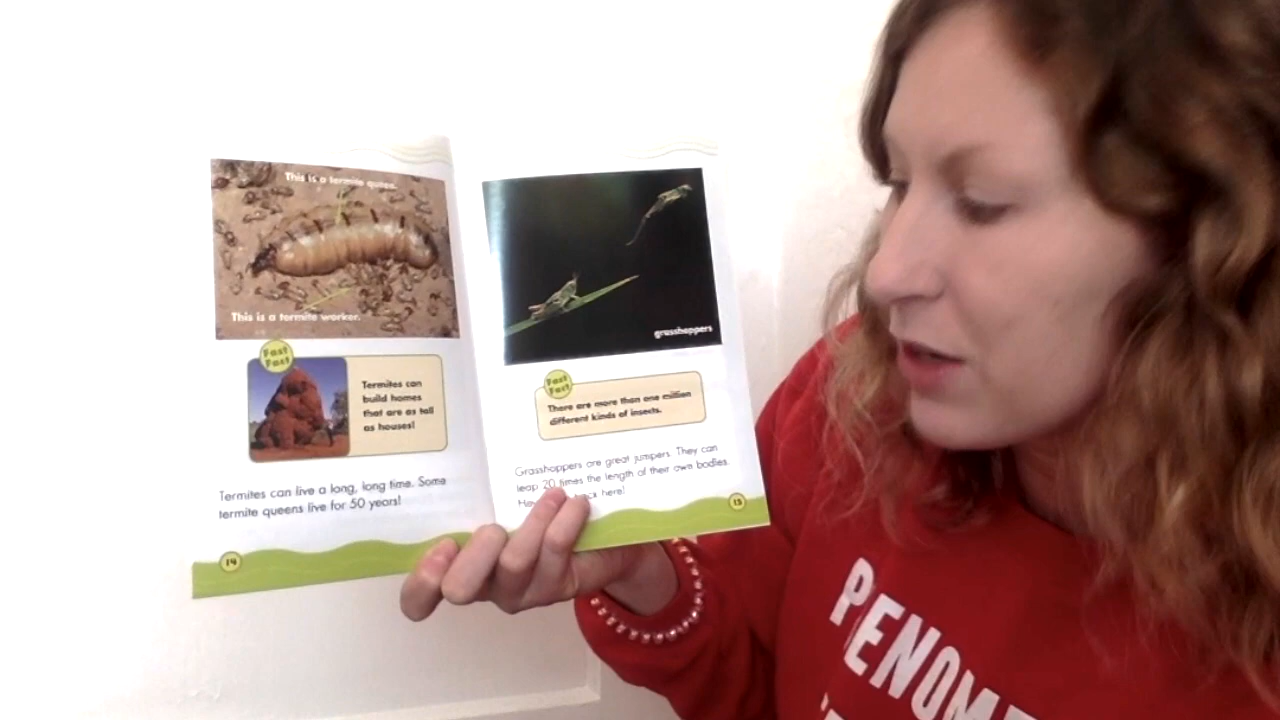 This is a termite queen.
This is a termite worker.
Fast
Fact
Termites can
build homes
that are as tall
as houses!
Termites can live a long, long time. Some
termite queens live for 50 years!
14
grasshoppers
Fast
Fact
There are more than one million
different kinds of insects.
Grasshoppers are great jumpers. They can
leap 20 times the length of their own bodies.
here!
15
PENOM